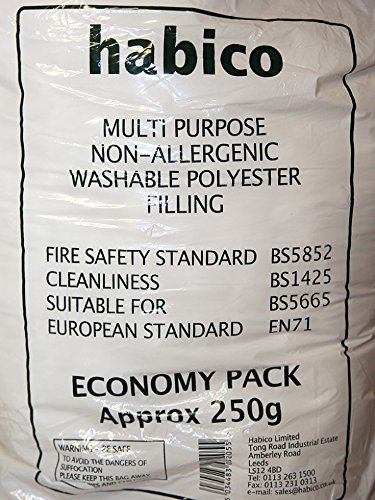 habico
MULTI PURPOSE
NON-ALLERGENIC
WASHABLE POLYESTER
FILLING
FIRE SAFETY STANDARD BS5852
CLEANLINESS BS1425
SUITABLE FOR BS5665
EUROPEAN STANDARD EN71
ECONOMY PACK
Approx 250g
WARNING - BE SAFE
TO AVOID THE DANGERS OF
SUFFOCATION
PLEASE KEEP THIS BAG AWAY
Habico Limited
Tong Road Industrial Estate
Amberley Road
Leeds
LS12 4BD
Tel: 0113 263 1500
Fax: 0113 231 0313
sales@habico.co.uk